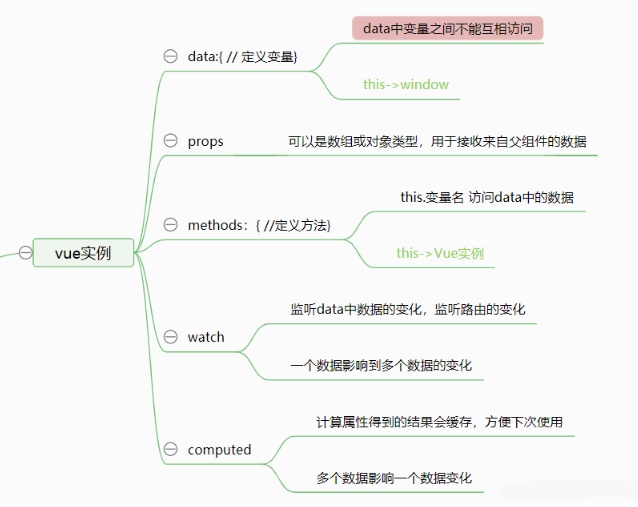 vue实例
data:{ // 定义变量}
data中变量之间不能互相访问
this->window
props
可以是数组或对象类型，用于接收来自父组件的数据
methods：{ //定义方法}
this.变量名 访问data中的数据
this->Vue实例
watch
监听data中数据的变化，监听路由的变化
一个数据影响到多个数据的变化
computed
计算属性得到的结果会缓存，方便下次使用
多个数据影响一个数据变化